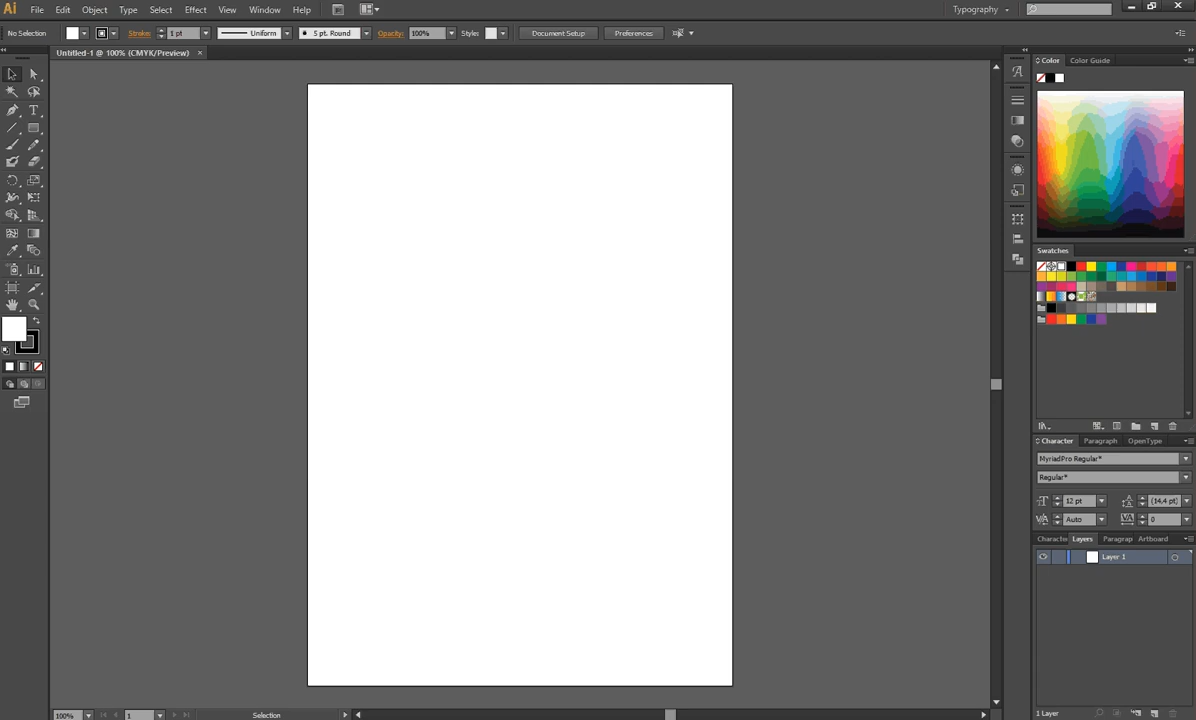 Ai File Edit Object Type Select Effect View Window Help Br Typography
No Selection Stroke: 1 pt Uniform 5 pt. Round Opacity: 100% Style: Document Setup Preferences
Untitled-1 @ 100% (CMYK/Preview) ×
Color Color Guide
Swatches
Character Paragraph OpenType
MyriadPro Regular*
Regular*
12 pt (14,4 pt)
Auto 0
Characte Layers Paragrap Artboard
Layer 1
1 Layer
100% 1 Selection